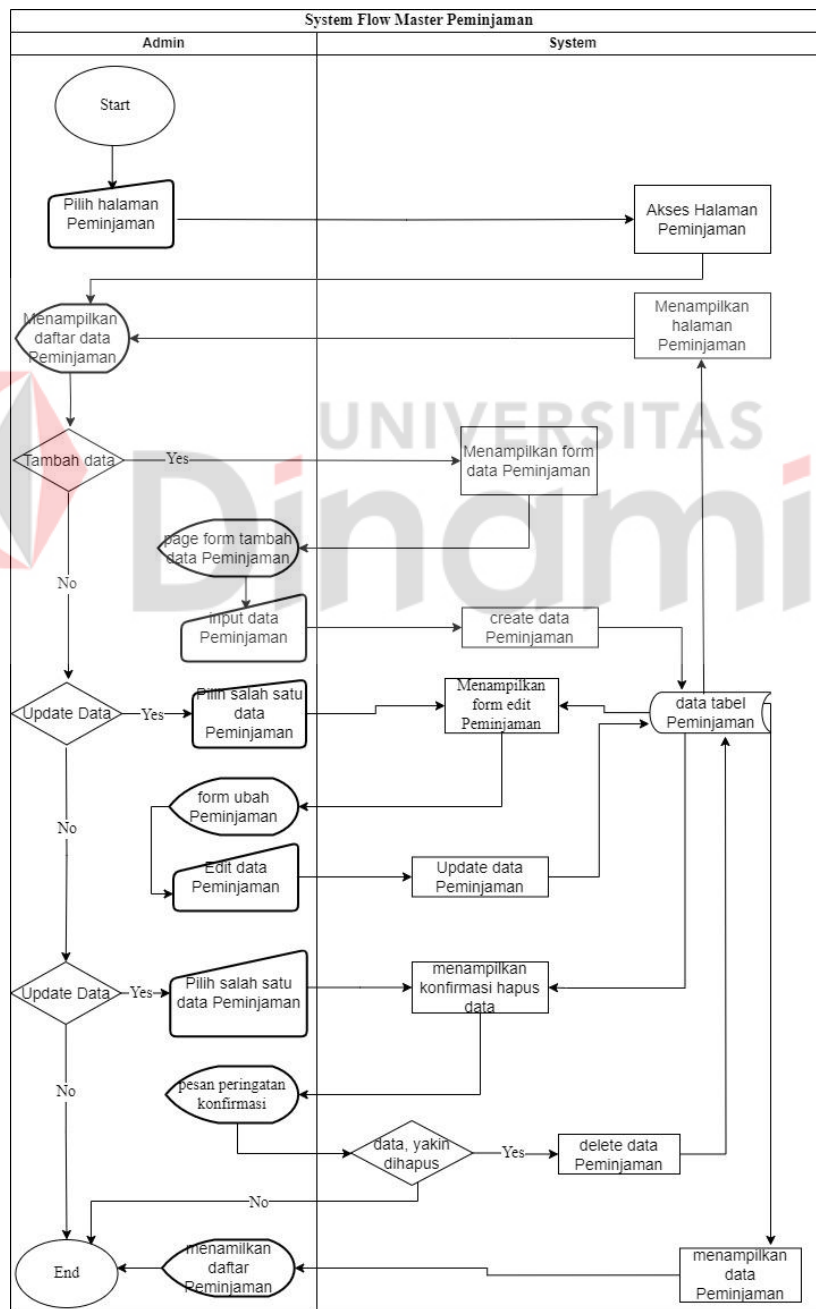 System Flow Master Peminjaman
Admin
System
Start
Pilih halaman
Peminjaman
Akses Halaman
Peminjaman
Menampilkan
daftar data
Peminjaman
Menampilkan
halaman
Peminjaman
UNIVERSITAS
Dinami
Tambah data
Yes
Menampilkan form
data Peminjaman
page form tambah
data Peminjaman
No
input data
Peminjaman
create data
Peminjaman
Update Data
Yes
Pilih salah satu
data
Peminjaman
Menampilkan
form edit
Peminjaman
data tabel
Peminjaman
form ubah
Peminjaman
No
Edit data
Peminjaman
Update data
Peminjaman
Update Data
Yes
Pilih salah satu
data Peminjaman
menampilkan
konfirmasi hapus
data
No
pesan peringatan
konfirmasi
data, yakin
dihapus
Yes
delete data
Peminjaman
No
End
menamilkan
daftar
Peminjaman
menampilkan
data
Peminjaman